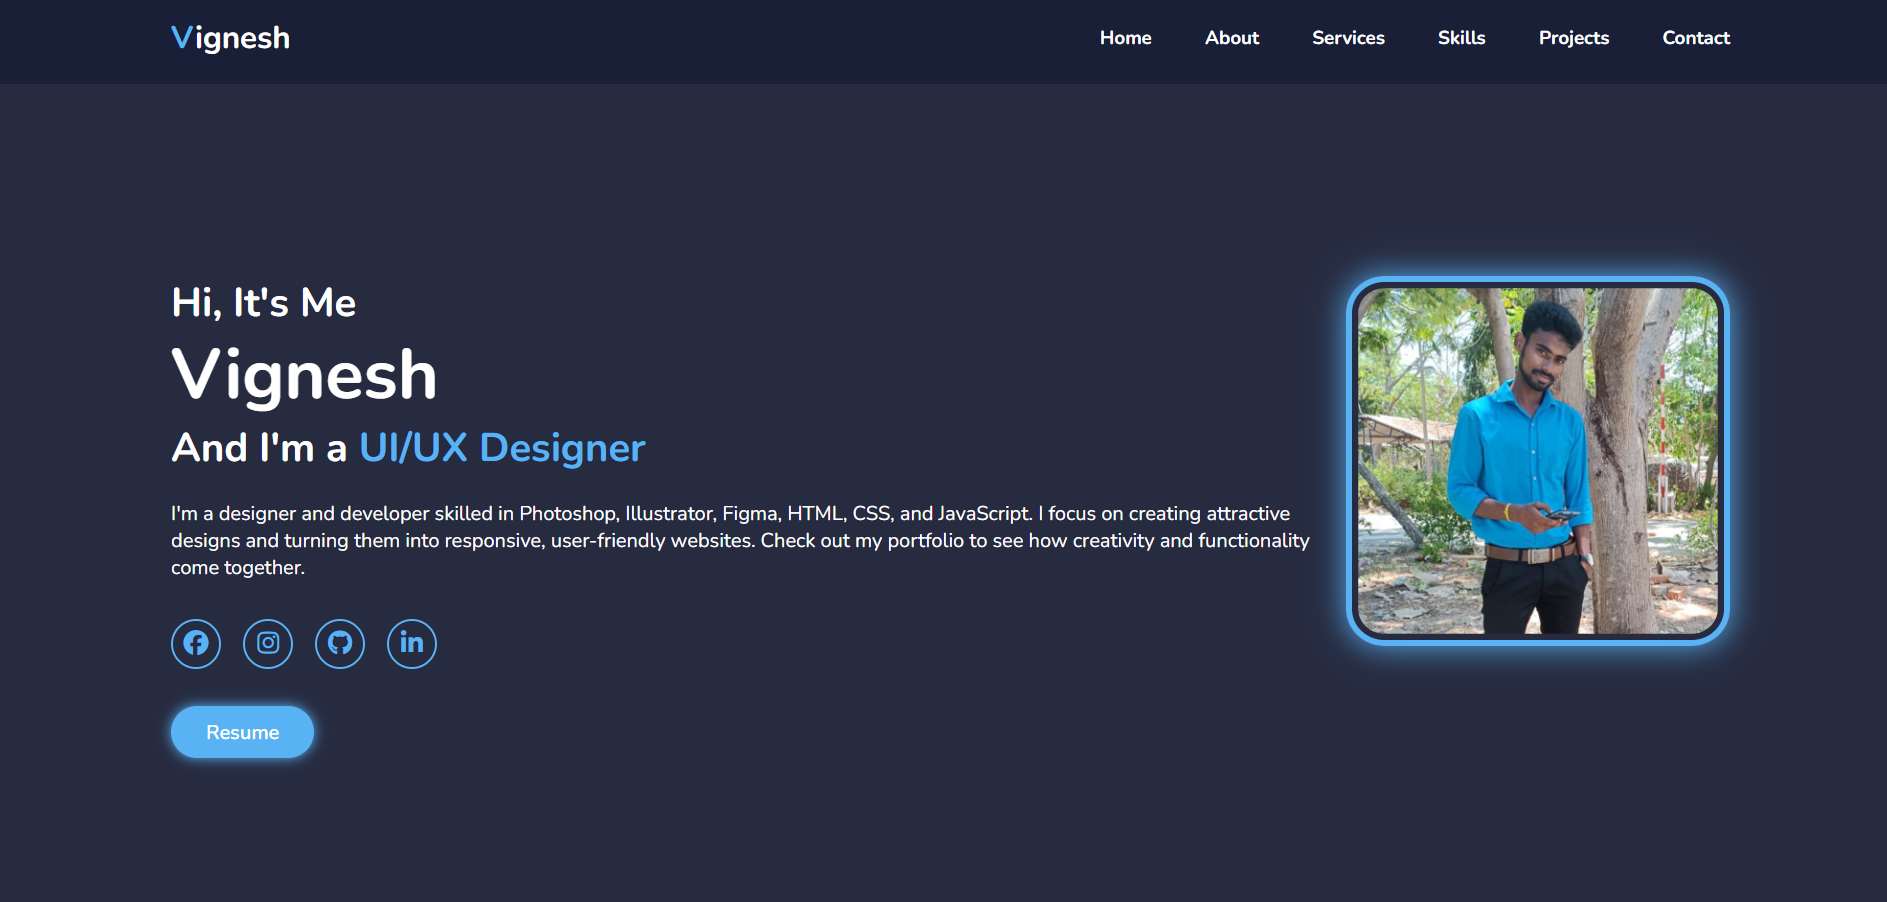 Vignesh
Home About Services Skills Projects Contact
Hi, It's Me
Vignesh
And I'm a UI/UX Designer
I'm a designer and developer skilled in Photoshop, Illustrator, Figma, HTML, CSS, and JavaScript. I focus on creating attractive
designs and turning them into responsive, user-friendly websites. Check out my portfolio to see how creativity and functionality
come together.
in
Resume